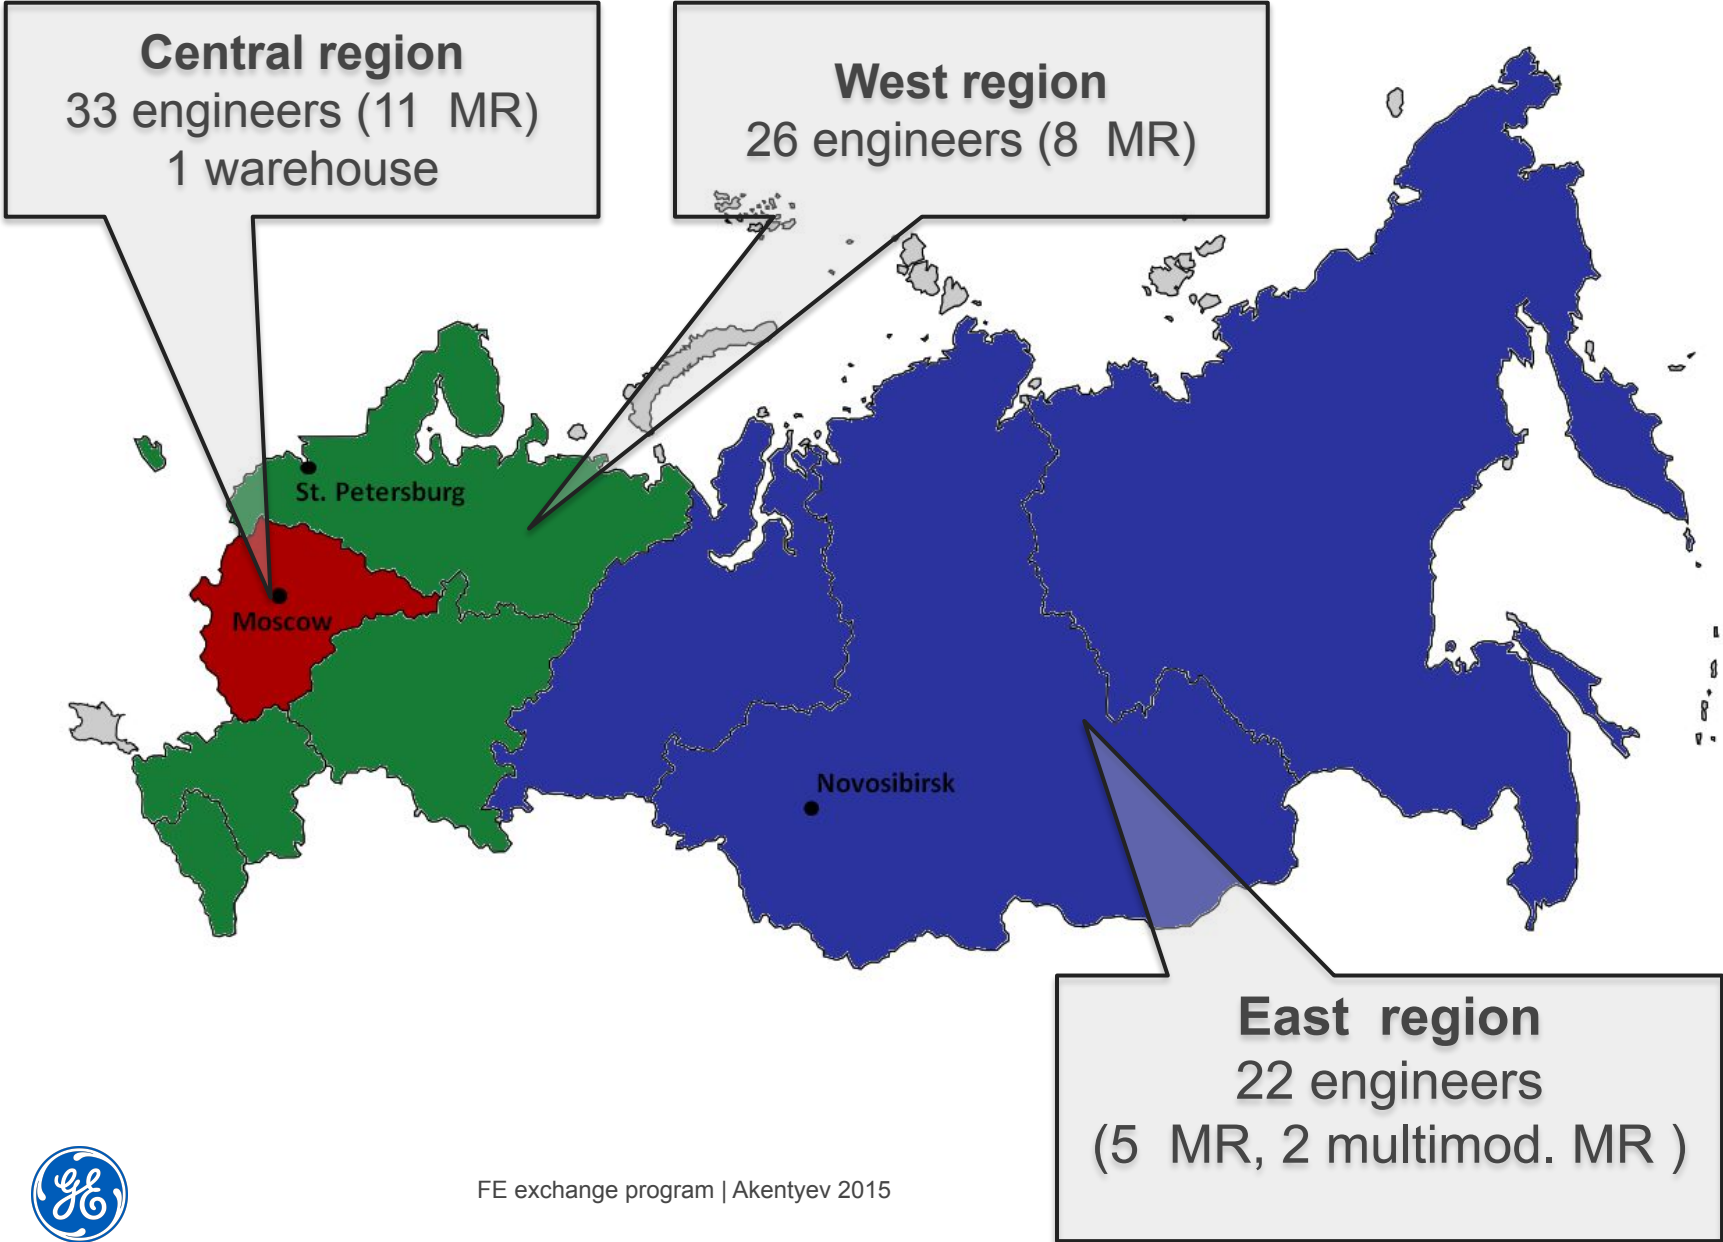 Central region
33 engineers (11 MR)
1 warehouse
West region
26 engineers (8 MR)
St. Petersburg
Moscow
Novosibirsk
East region
22 engineers
(5 MR, 2 multimod. MR )
GE
FE exchange program | Akentyev 2015